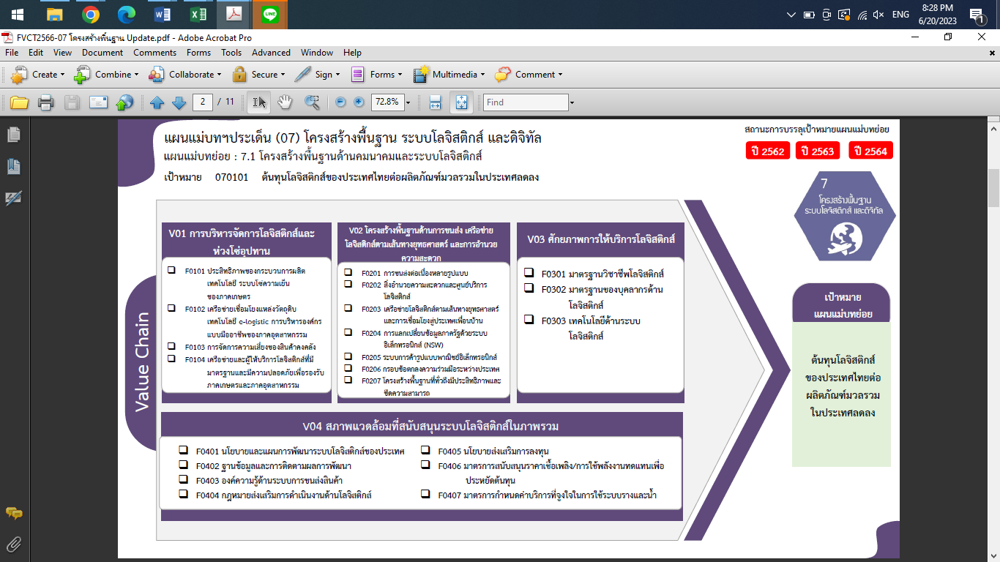 8:28 PM
ENG
6/20/2023
1
FVCT2566-07 โครงสร้างพื้นฐาน Update.pdf - Adobe Acrobat Pro
File Edit View Document Comments Forms Tools Advanced Window Help
Create Combine Collaborate Secure Sign Forms Multimedia Comment
2 / 11 72.8% Find
แผนแม่บทฯประเด็น (07) โครงสร้างพื้นฐาน ระบบโลจิสติกส์ และดิจิทัล
แผนแม่บทย่อย : 7.1 โครงสร้างพื้นฐานด้านคมนาคมและระบบโลจิสติกส์
เป้าหมาย 070101 ต้นทุนโลจิสติกส์ของประเทศไทยต่อผลิตภัณฑ์มวลรวมในประเทศลดลง
สถานะการบรรลุเป้าหมายแผนแม่บทย่อย
ปี 2562 ปี 2563 ปี 2564
7
โครงสร้างพื้นฐาน
ระบบโลจิสติกส์ และดิจิทัล
Value Chain
V01 การบริหารจัดการโลจิสติกส์และ
ห่วงโซ่อุปทาน
F0101 ประสิทธิภาพของกระบวนการผลิต
เทคโนโลยี ระบบโซ่ความเย็น
ของภาคเกษตร
F0102 เครือข่ายเชื่อมโยงแหล่งวัตถุดิบ
เทคโนโลยี e-logistic การบริหารองค์กร
แบบมืออาชีพของภาคอุตสาหกรรม
F0103 การจัดการความเสี่ยงของสินค้าคงคลัง
F0104 เครือข่ายและผู้ให้บริการโลจิสติกส์ที่มี
มาตรฐานและมีความปลอดภัยเพื่อรองรับ
ภาคเกษตรและภาคอุตสาหกรรม
V02 โครงสร้างพื้นฐานด้านการขนส่ง เครือข่าย
โลจิสติกส์ตามเส้นทางยุทธศาสตร์ และการอำนวย
ความสะดวก
F0201 การขนส่งต่อเนื่องหลายรูปแบบ
F0202 สิ่งอำนวยความสะดวกและศูนย์บริการ
โลจิสติกส์
F0203 เครือข่ายโลจิสติกส์ตามเส้นทางยุทธศาสตร์
และการเชื่อมโยงสู่ประเทศเพื่อนบ้าน
F0204 การแลกเปลี่ยนข้อมูลภาครัฐด้วยระบบ
อิเล็กทรอนิกส์ (NSW)
F0205 ระบบการค้ารูปแบบพาณิชย์อิเล็กทรอนิกส์
F0206 กรอบข้อตกลงความร่วมมือระหว่างประเทศ
F0207 โครงสร้างพื้นฐานที่ทั่วถึงมีประสิทธิภาพและ
ขีดความสามารถ
V03 ศักยภาพการให้บริการโลจิสติกส์
F0301 มาตรฐานวิชาชีพโลจิสติกส์
F0302 มาตรฐานของบุคลากรด้าน
โลจิสติกส์
F0303 เทคโนโลยีด้านระบบ
โลจิสติกส์
V04 สภาพแวดล้อมที่สนับสนุนระบบโลจิสติกส์ในภาพรวม
F0401 นโยบายและแผนการพัฒนาระบบโลจิสติกส์ของประเทศ
F0402 ฐานข้อมูลและการติดตามผลการพัฒนา
F0403 องค์ความรู้ด้านระบบการขนส่งสินค้า
F0404 กฎหมายส่งเสริมการดำเนินงานด้านโลจิสติกส์
F0405 นโยบายส่งเสริมการลงทุน
F0406 มาตรการสนับสนุนราคาเชื้อเพลิง/การใช้พลังงานทดแทนเพื่อ
ประหยัดต้นทุน
F0407 มาตรการกำหนดค่าบริการที่จูงใจในการใช้ระบบรางและน้ำ
เป้าหมาย
แผนแม่บทย่อย
ต้นทุนโลจิสติกส์
ของประเทศไทยต่อ
ผลิตภัณฑ์มวลรวม
ในประเทศลดลง